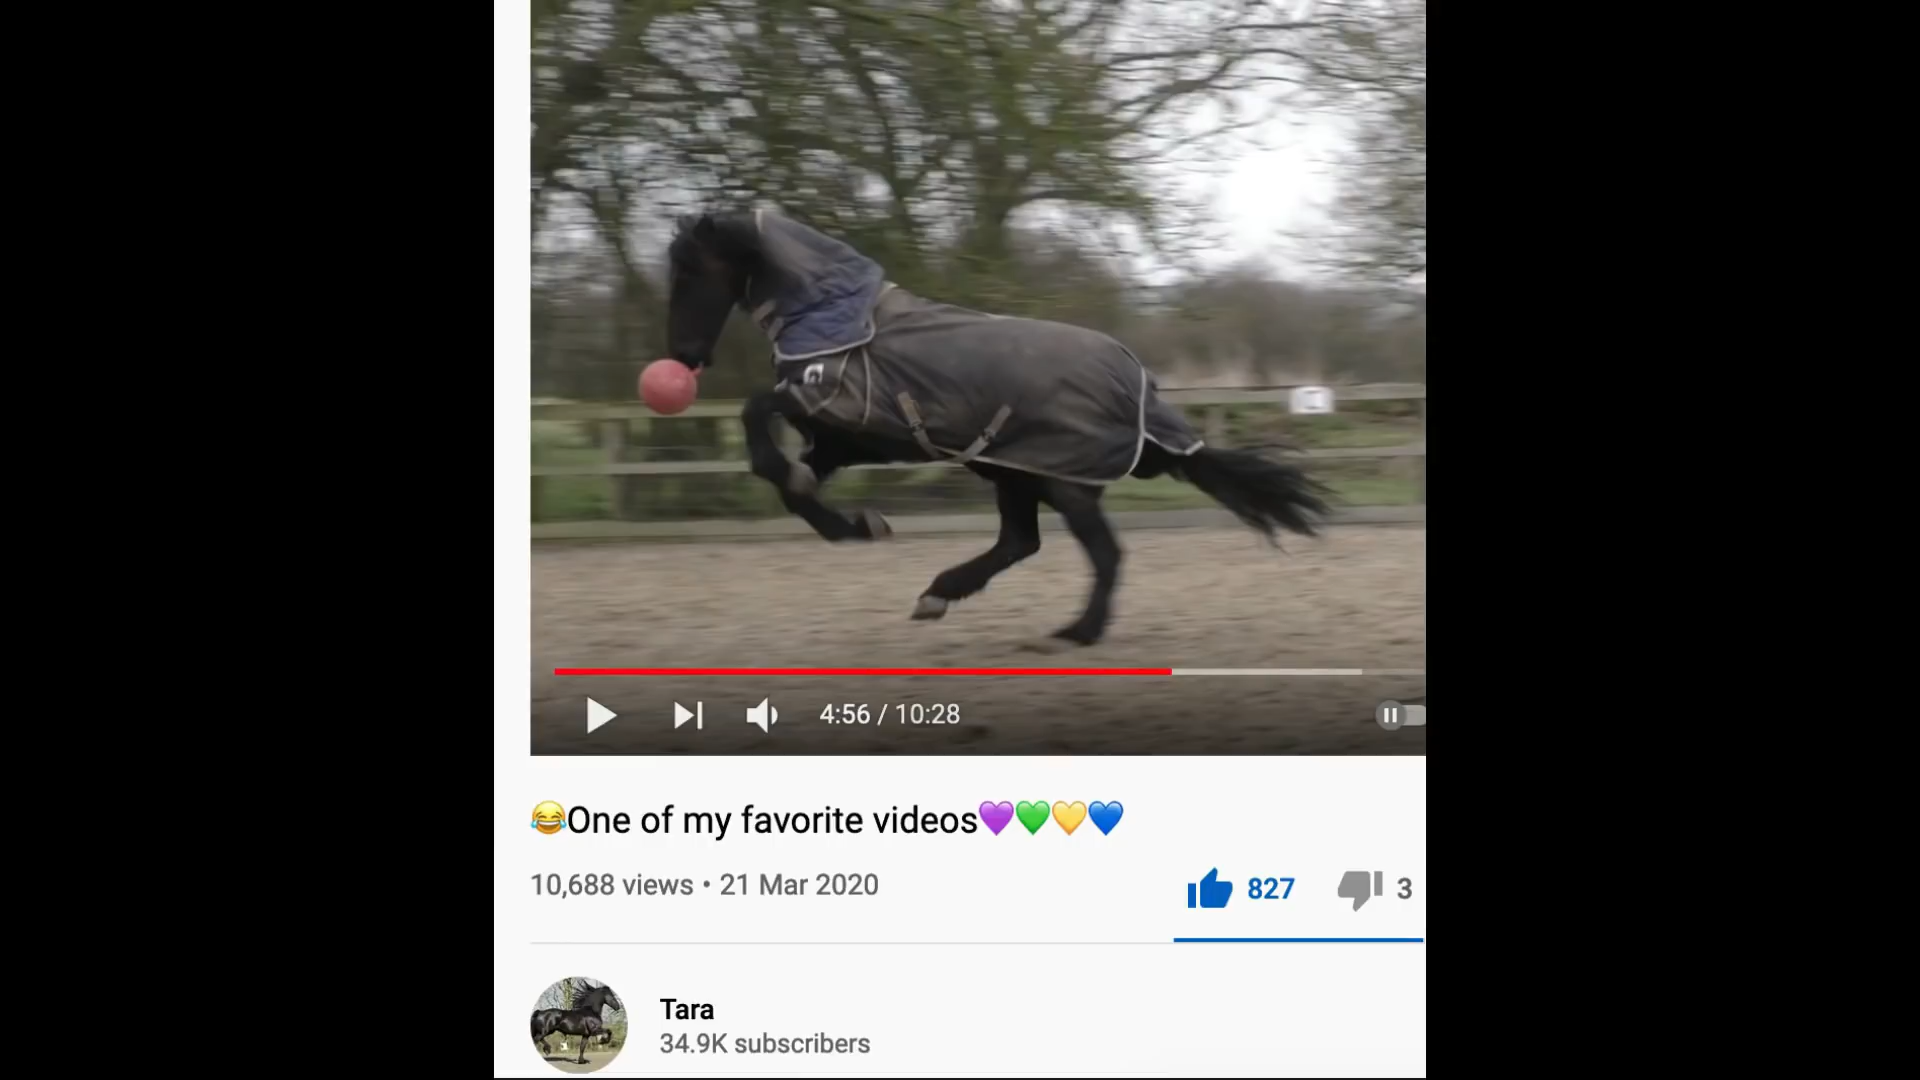 4:56 / 10:28
😂One of my favorite videos💜💚💛💙
10,688 views • 21 Mar 2020
827
3
Tara
34.9K subscribers